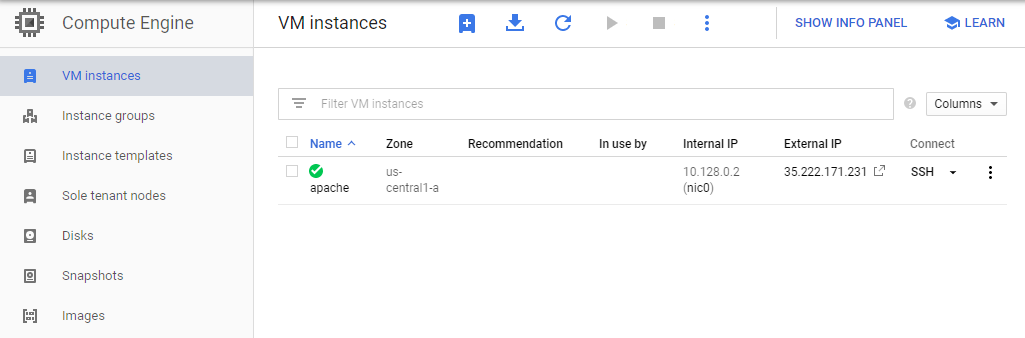 Compute Engine
VM instances
SHOW INFO PANEL
LEARN
VM instances
Instance groups
Instance templates
Sole tenant nodes
Disks
Snapshots
Images
Filter VM instances
?
Columns
Name
Zone
Recommendation
In use by
Internal IP
External IP
Connect
apache
us-
central1-a
10.128.0.2
(nic0)
35.222.171.231
SSH